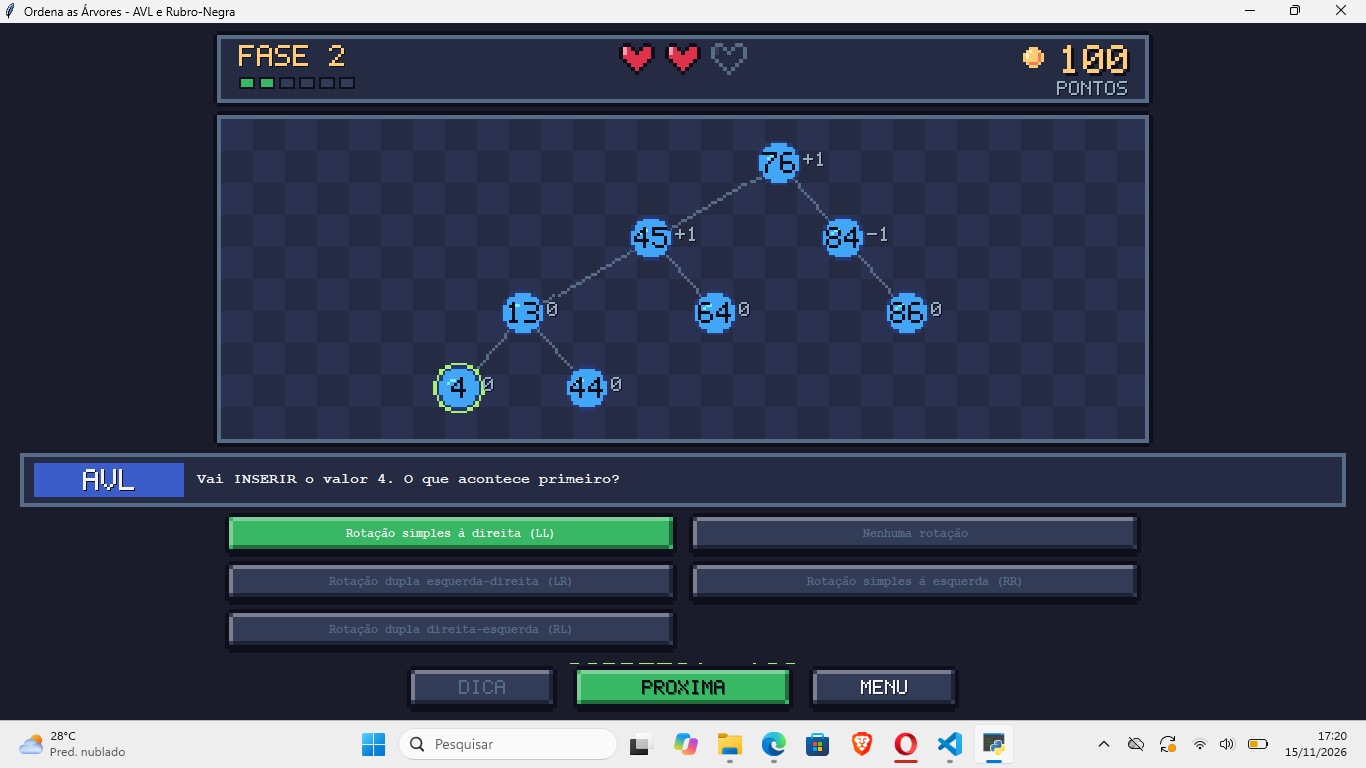 Ordena as Árvores - AVL e Rubro-Negra
FASE 2
100
PONTOS
76 +1
45 +1
84 -1
13 0
64 0
86 0
4 0
44 0
AVL
Vai INSERIR o valor 4. O que acontece primeiro?
Rotação simples à direita (LL)
Nenhuma rotação
Rotação dupla esquerda-direita (LR)
Rotação simples à esquerda (RR)
Rotação dupla direita-esquerda (RL)
DICA
PROXIMA
MENU
28°C
Pred. nublado
Pesquisar
17:20
15/11/2026